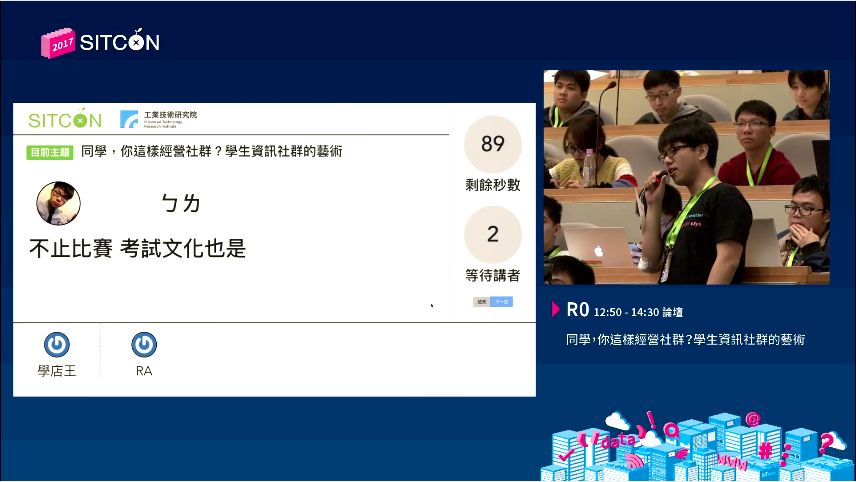 2017 SITCON
SITCON 工業技術研究院
Industrial Technology
Research Institute
目前主題 同學，你這樣經營社群？學生資訊社群的藝術
ㄅㄌ
不止比賽 考試文化也是
89
剩餘秒數
2
等待講者
結束 下一位
學店王
RA
R0 12:50 - 14:30 論壇
同學,你這樣經營社群?學生資訊社群的藝術
data
!
@
www
#
?